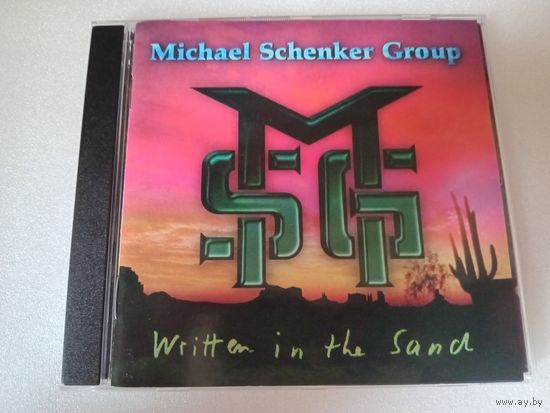 Michael Schenker Group
MSG
Written in the Sand
www.ay.by